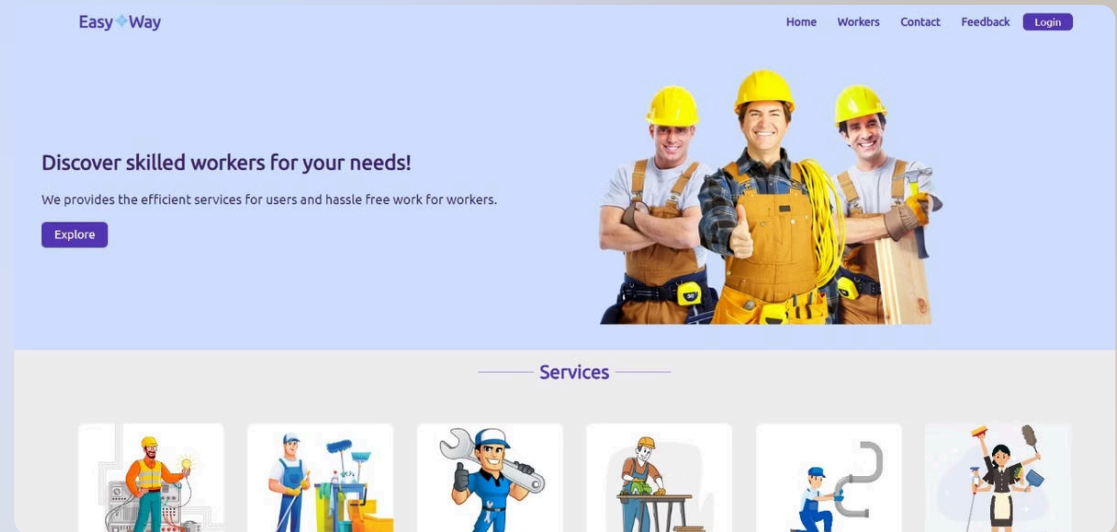 Easy Way
Home Workers Contact Feedback Login
Discover skilled workers for your needs!
We provides the efficient services for users and hassle free work for workers.
Explore
Services